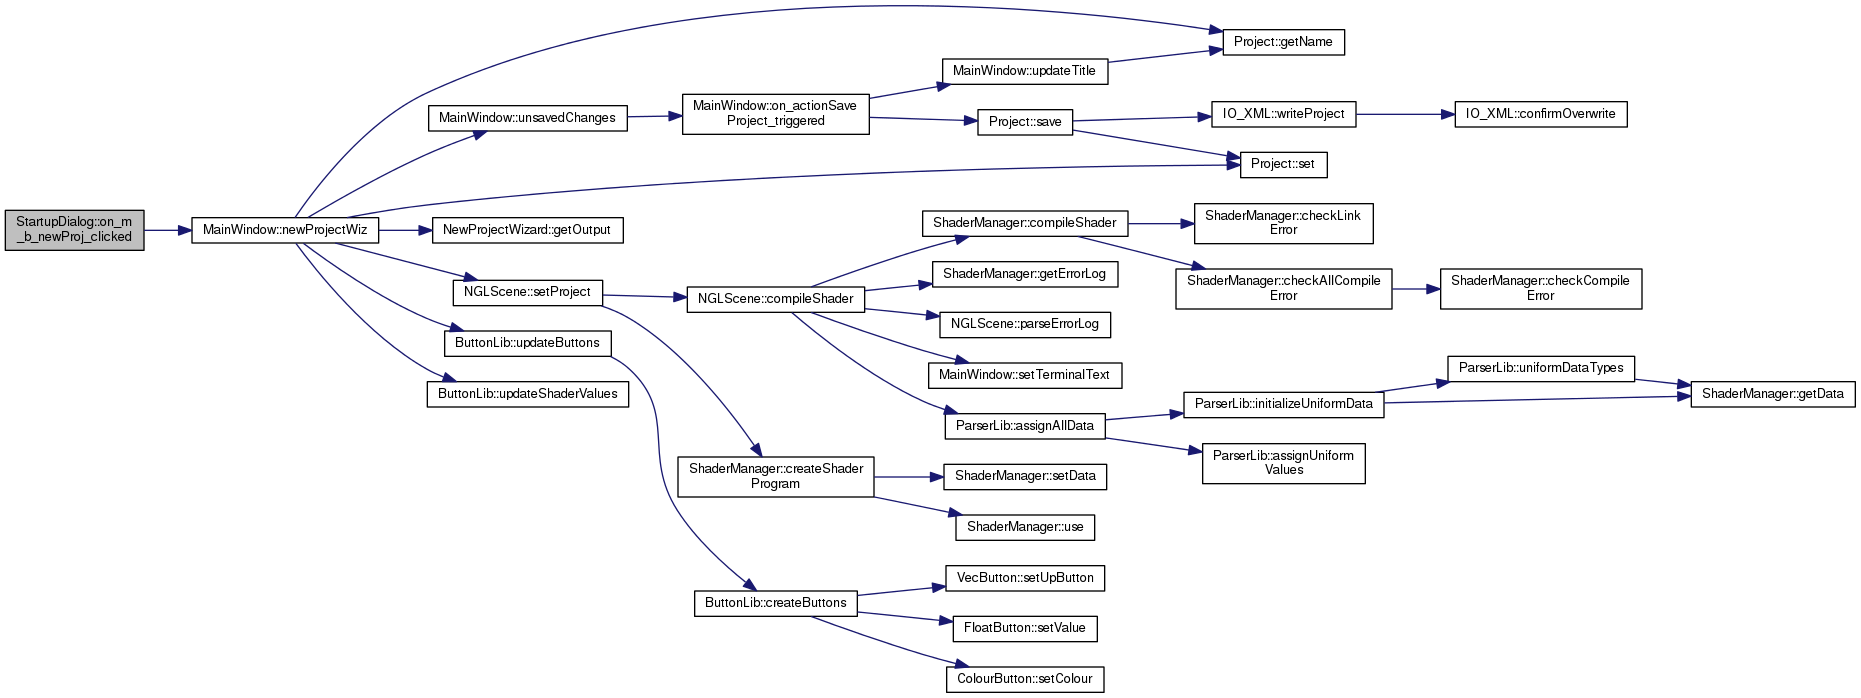 StartupDialog::on_m
_b_newProj_clicked
MainWindow::newProjectWiz
Project::getName
MainWindow::updateTitle
MainWindow::unsavedChanges
MainWindow::on_actionSave
Project_triggered
Project::save
IO_XML::writeProject
IO_XML::confirmOverwrite
Project::set
NewProjectWizard::getOutput
NGLScene::setProject
ButtonLib::updateButtons
ButtonLib::updateShaderValues
NGLScene::compileShader
ShaderManager::compileShader
ShaderManager::checkLink
Error
ShaderManager::getErrorLog
ShaderManager::checkAllCompile
Error
ShaderManager::checkCompile
Error
NGLScene::parseErrorLog
MainWindow::setTerminalText
ParserLib::assignAllData
ParserLib::initializeUniformData
ParserLib::uniformDataTypes
ShaderManager::getData
ParserLib::assignUniform
Values
ShaderManager::createShader
Program
ShaderManager::setData
ShaderManager::use
ButtonLib::createButtons
VecButton::setUpButton
FloatButton::setValue
ColourButton::setColour